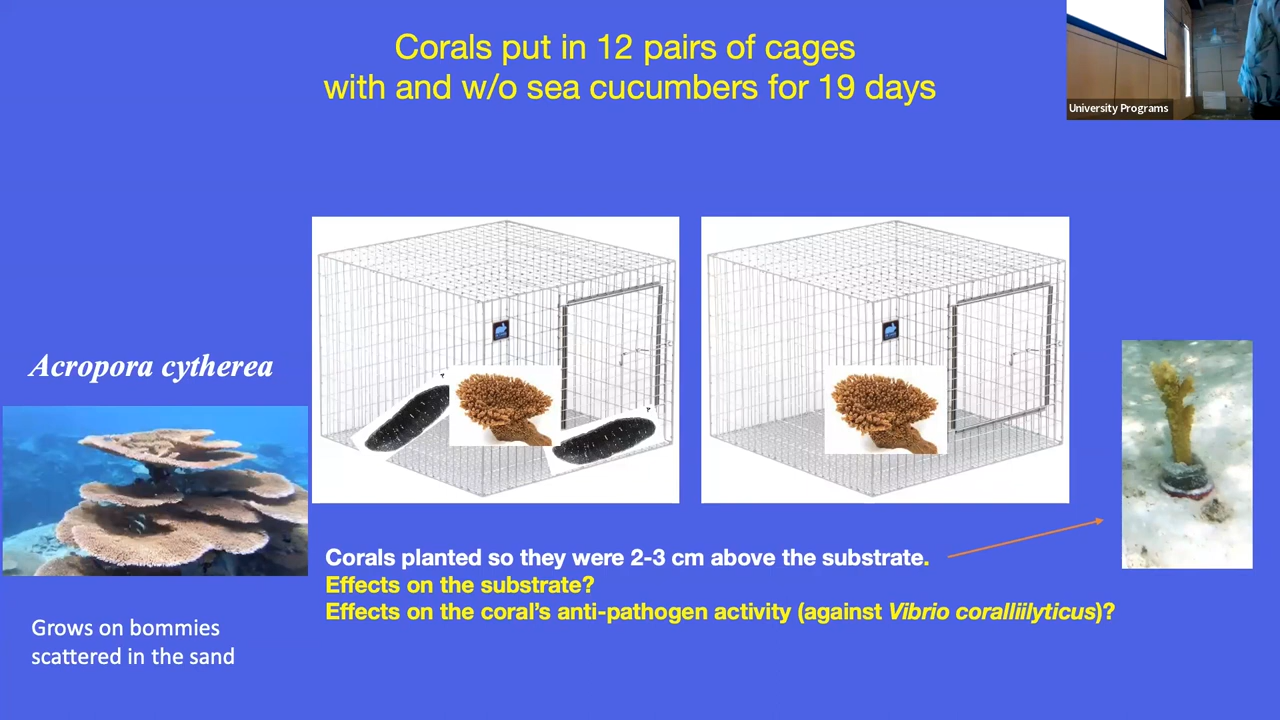 Corals put in 12 pairs of cages
with and w/o sea cucumbers for 19 days
University Programs
Acropora cytherea
Corals planted so they were 2-3 cm above the substrate.
Effects on the substrate?
Effects on the coral's anti-pathogen activity (against Vibrio coralliilyticus)?
Grows on bommies
scattered in the sand